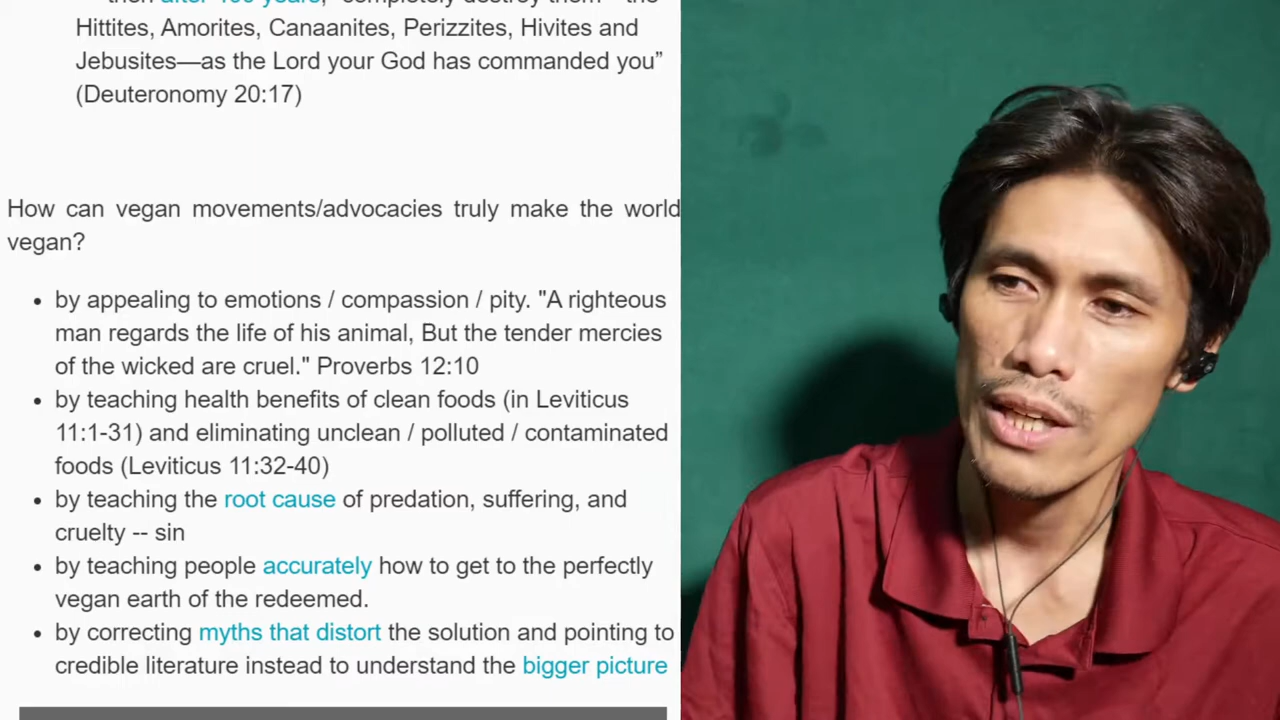 Hittites, Amorites, Canaanites, Perizzites, Hivites and
Jebusites—as the Lord your God has commanded you”
(Deuteronomy 20:17)
How can vegan movements/advocacies truly make the world
vegan?
• by appealing to emotions / compassion / pity. "A righteous
man regards the life of his animal, But the tender mercies
of the wicked are cruel." Proverbs 12:10
• by teaching health benefits of clean foods (in Leviticus
11:1-31) and eliminating unclean / polluted / contaminated
foods (Leviticus 11:32-40)
• by teaching the root cause of predation, suffering, and
cruelty -- sin
• by teaching people accurately how to get to the perfectly
vegan earth of the redeemed.
• by correcting myths that distort the solution and pointing to
credible literature instead to understand the bigger picture